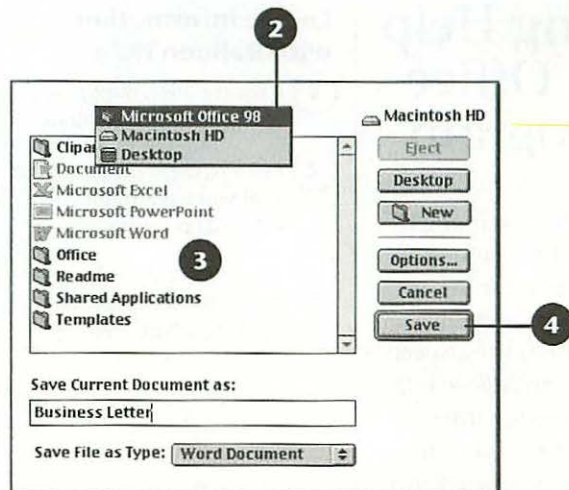 2
Microsoft Office 98
Macintosh HD
Desktop
Macintosh HD
Clipa
Document
Microsoft Excel
Microsoft PowerPoint
Microsoft Word
Office
Readme
Shared Applications
Templates
3
Eject
Desktop
New
Options...
Cancel
Save
4
Save Current Document as:
Business Letter
Save File as Type: Word Document